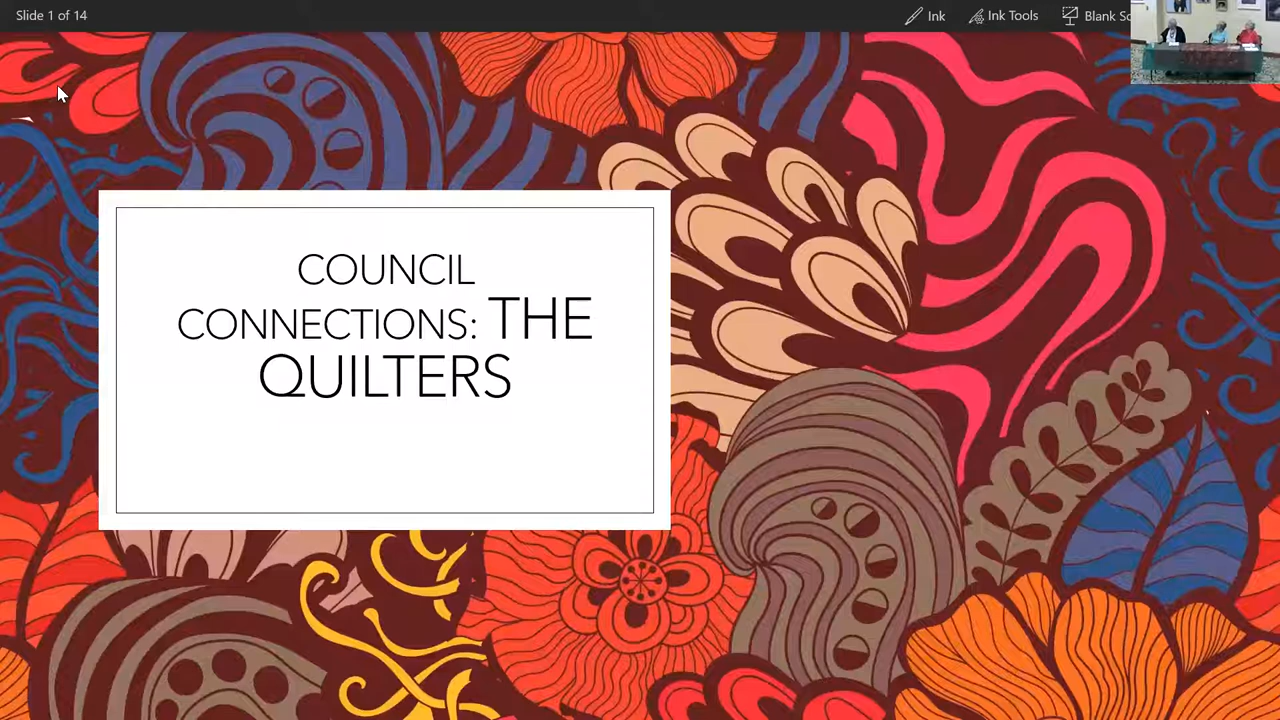 Slide 1 of 14
Ink
Ink Tools
Blank Sc
COUNCIL
CONNECTIONS: THE
QUILTERS